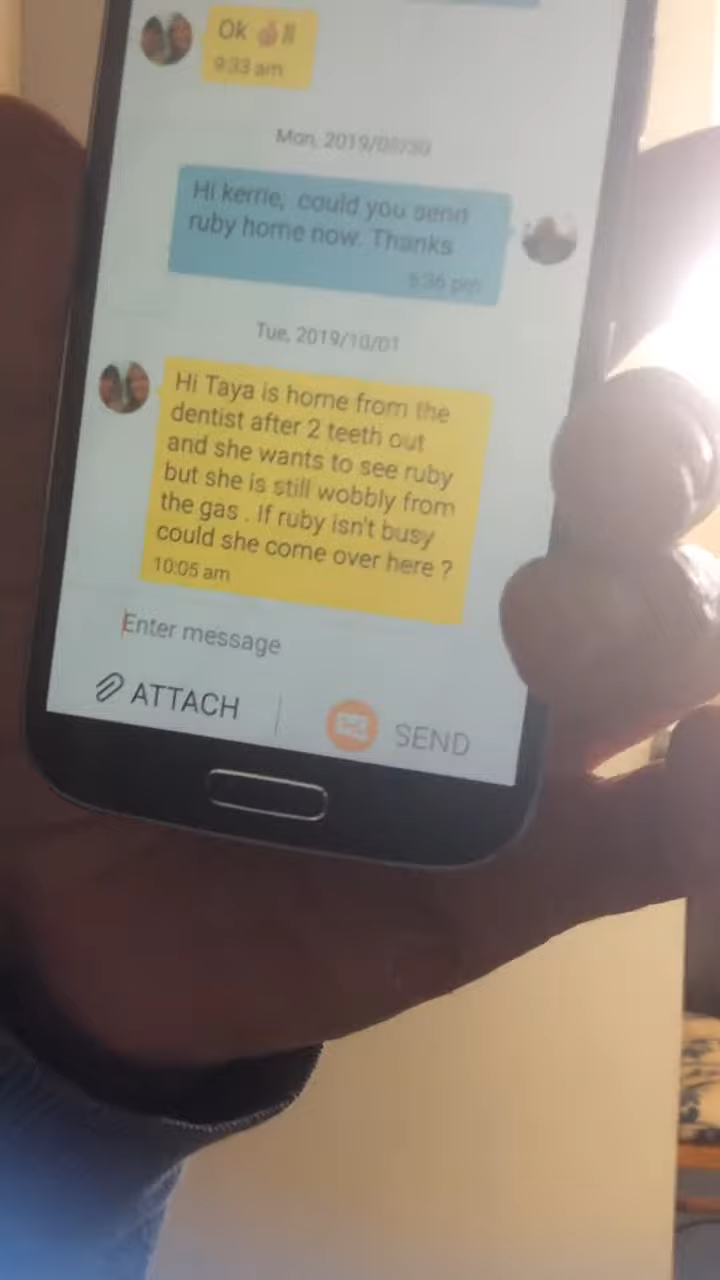 Ok 👌
9:33 am
Mon, 2019/09/30
Hi kerrie, could you send
ruby home now. Thanks
5:36 pm
Tue, 2019/10/01
Hi Taya is home from the
dentist after 2 teeth out
and she wants to see ruby
but she is still wobbly from
the gas . If ruby isn't busy
could she come over here ?
10:05 am
Enter message
ATTACH
SEND